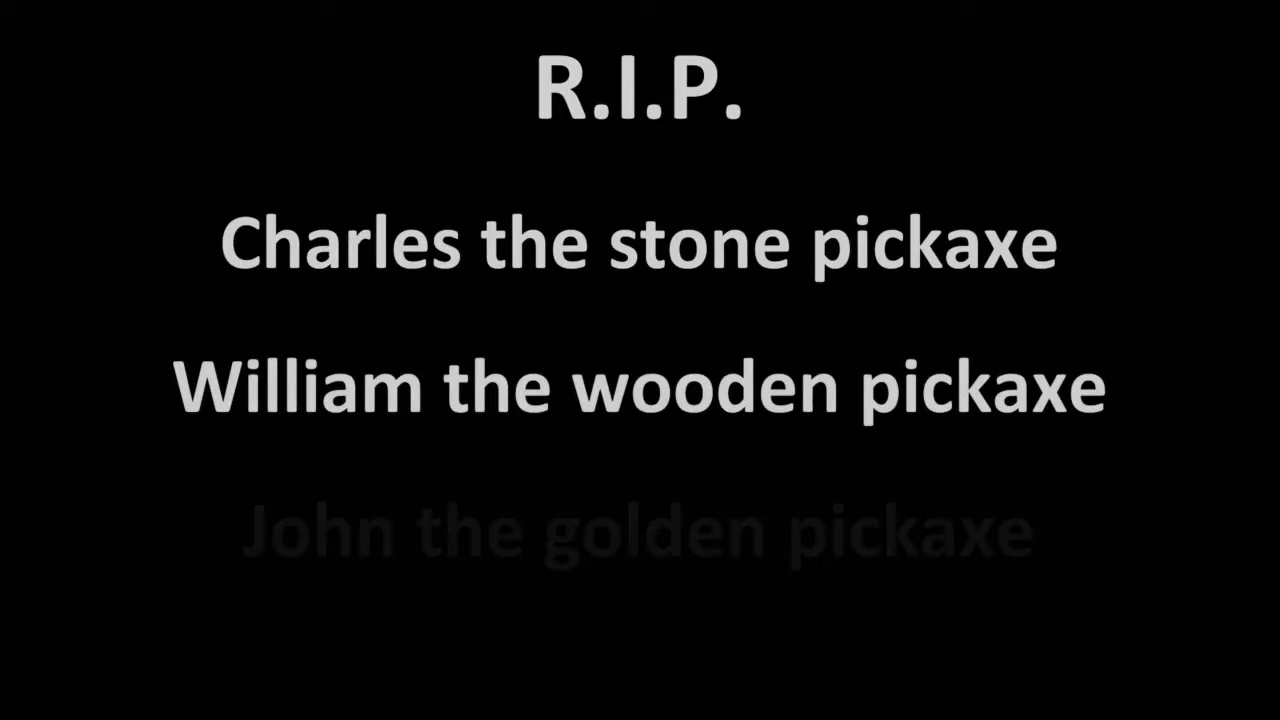 R.I.P.
Charles the stone pickaxe
William the wooden pickaxe
John the golden pickaxe